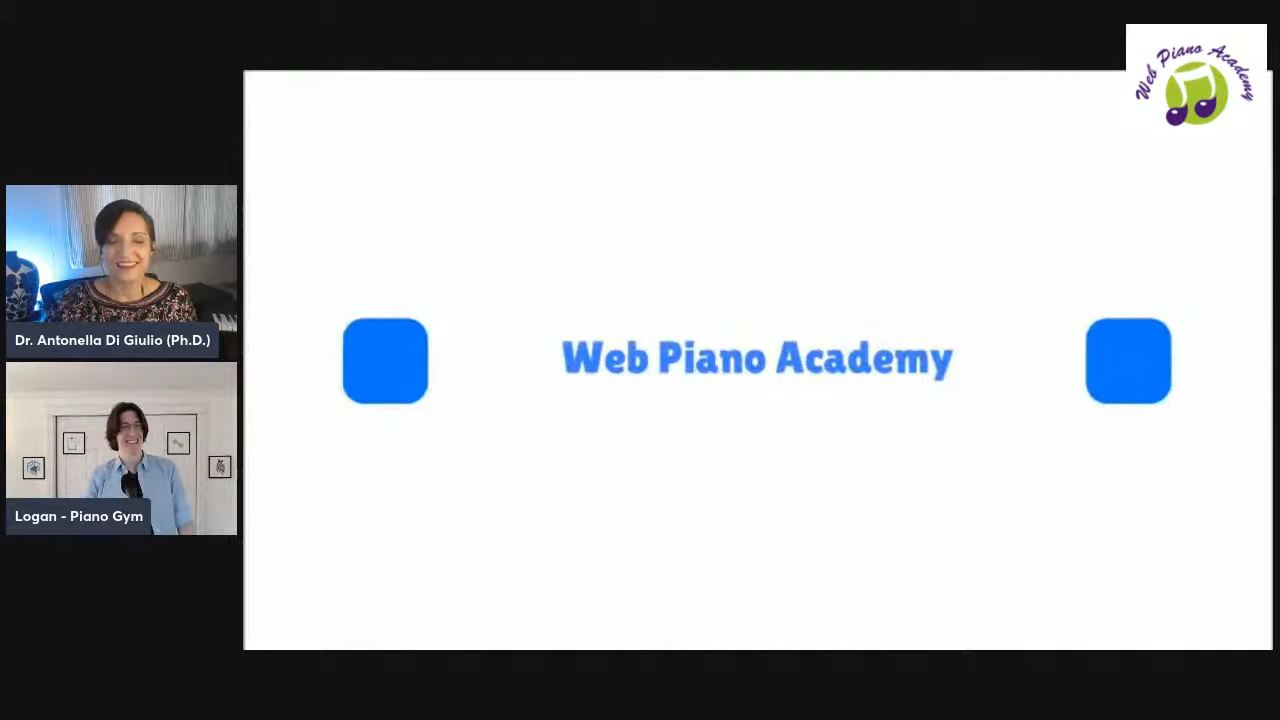 Web Piano Academy
Dr. Antonella Di Giulio (Ph.D.)
Web Piano Academy
Logan - Piano Gym